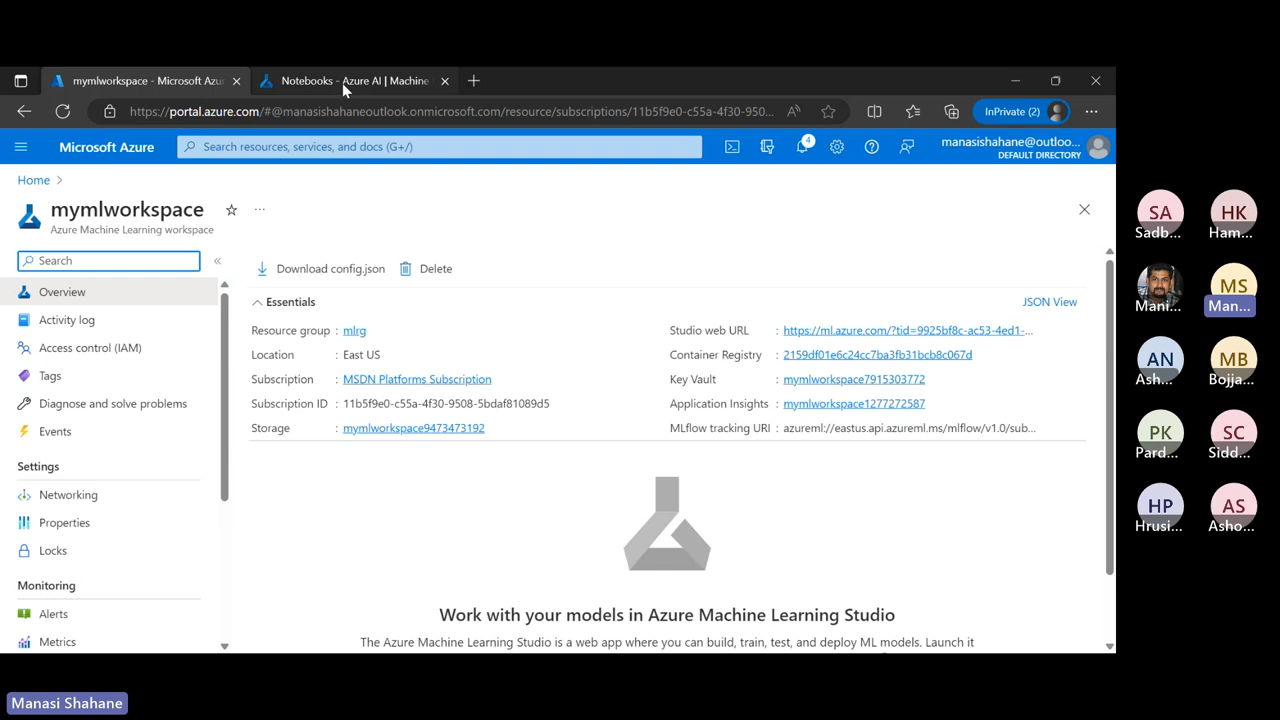 mymlworkspace - Microsoft Azu
Notebooks - Azure AI | Machine
https://portal.azure.com/#@manasishahaneoutlook.onmicrosoft.com/resource/subscriptions/11b5f9e0-c55a-4f30-950...
InPrivate (2)
Microsoft Azure
Search resources, services, and docs (G+/)
4
manasishahane@outloo...
DEFAULT DIRECTORY
Home
mymlworkspace
Azure Machine Learning workspace
Search
Overview
Activity log
Access control (IAM)
Tags
Diagnose and solve problems
Events
Settings
Networking
Properties
Locks
Monitoring
Alerts
Metrics
Download config.json
Delete
Essentials
JSON View
Resource group : mlrg
Location : East US
Subscription : MSDN Platforms Subscription
Subscription ID : 11b5f9e0-c55a-4f30-9508-5bdaf81089d5
Storage : mymlworkspace9473473192
Studio web URL : https://ml.azure.com/?tid=9925bf8c-ac53-4ed1-...
Container Registry : 2159df01e6c24cc7ba3fb31bcb8c067d
Key Vault : mymlworkspace7915303772
Application Insights : mymlworkspace1277272587
MLflow tracking URI : azureml://eastus.api.azureml.ms/mlflow/v1.0/sub...
Work with your models in Azure Machine Learning Studio
The Azure Machine Learning Studio is a web app where you can build, train, test, and deploy ML models. Launch it
SA
Sadb...
HK
Ham...
Mani...
MS
Man...
AN
Ash...
MB
Bojja...
PK
Pard...
SC
Sidd...
HP
Hrusi...
AS
Asho...
Manasi Shahane